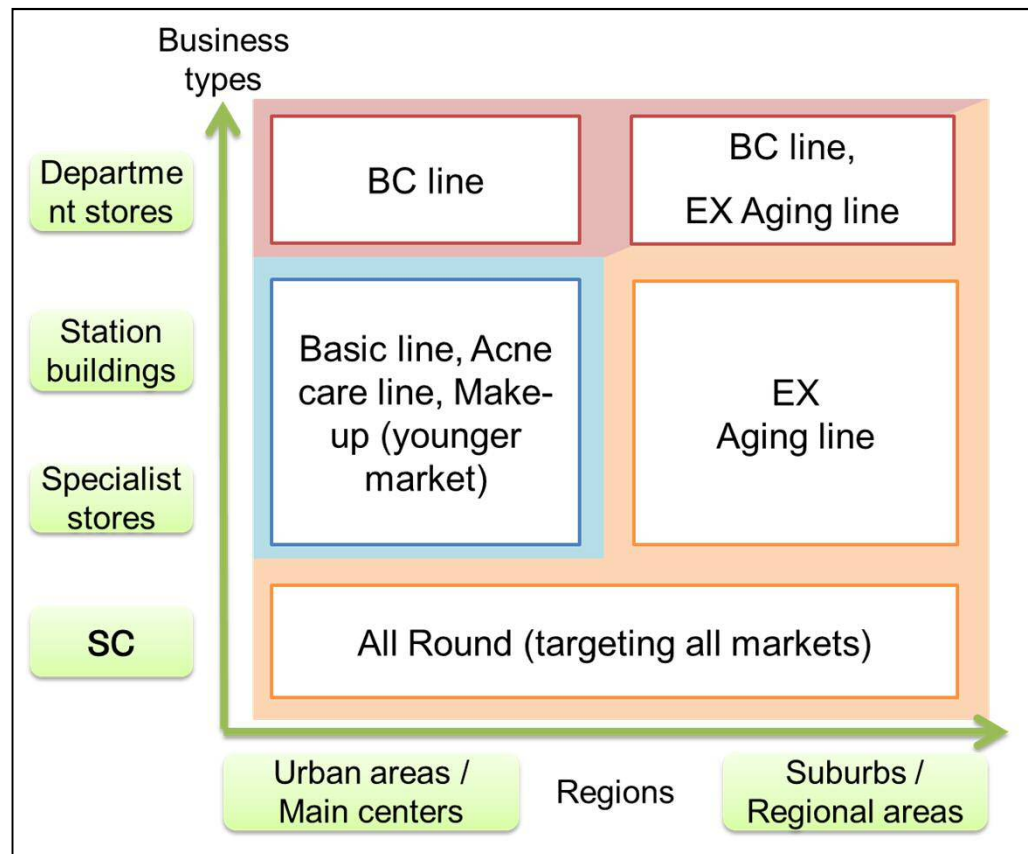 Business
types
Departme
nt stores
BC line
BC line,
EX Aging line
Station
buildings
Basic line, Acne
care line, Make-
up (younger
market)
EX
Aging line
Specialist
stores
SC
All Round (targeting all markets)
Urban areas /
Main centers
Regions
Suburbs /
Regional areas